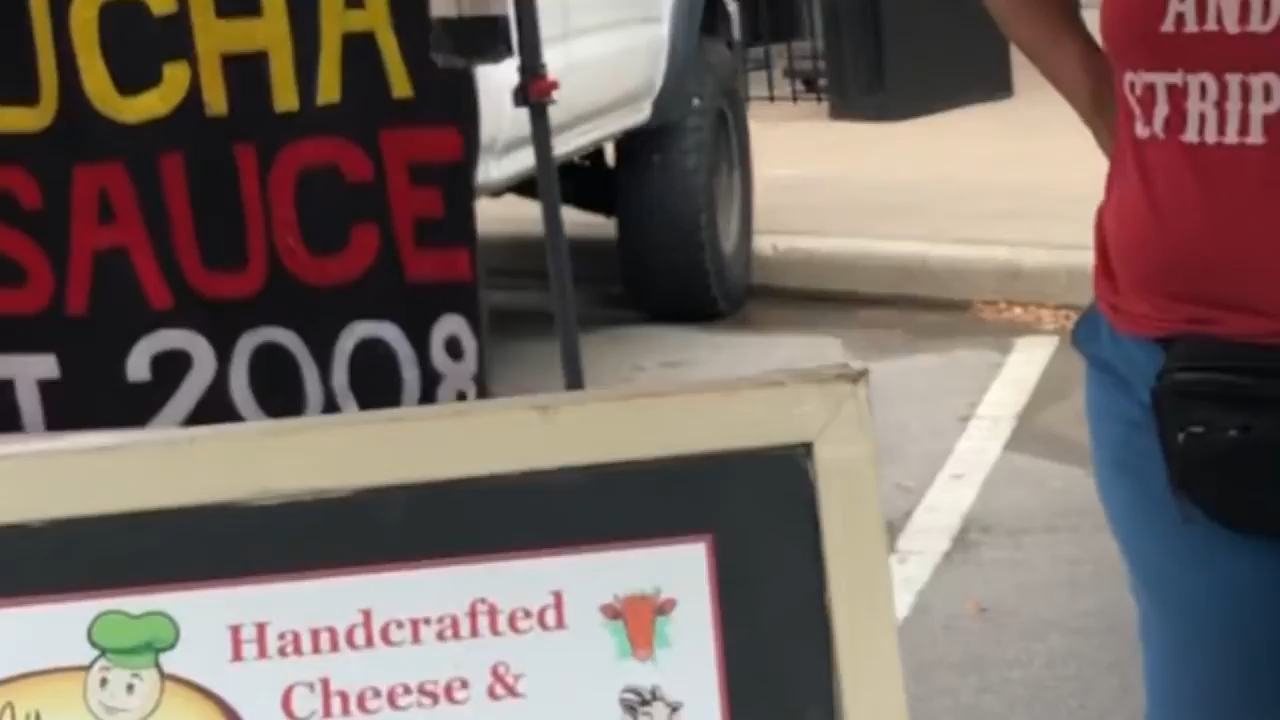 UCHA
SAUCE
T 2008
AND
STRIP
Handcrafted
Cheese &